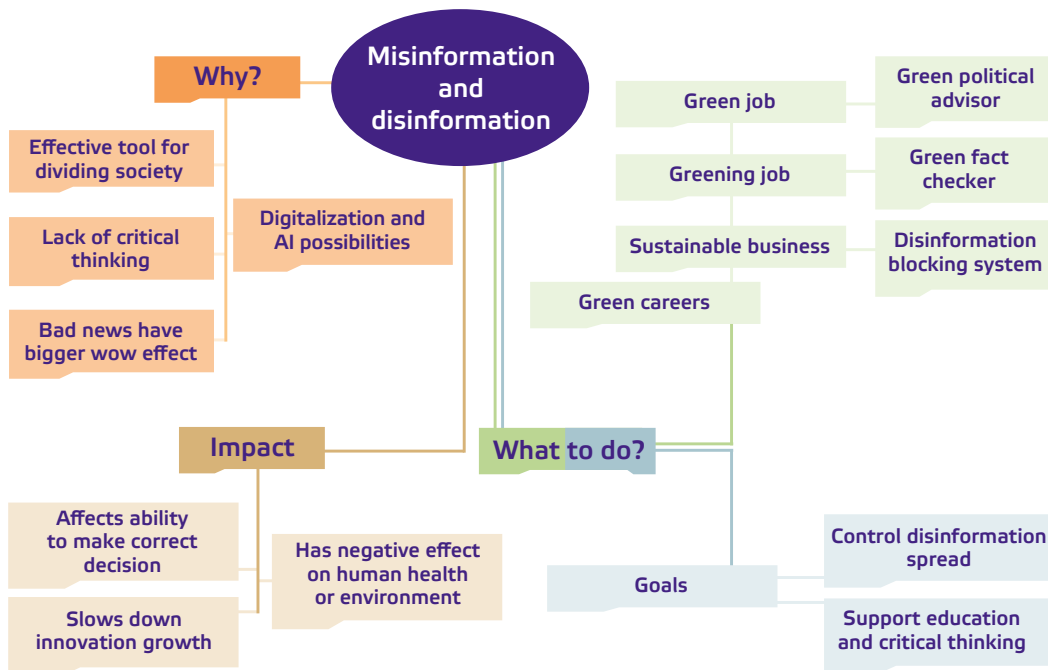 Misinformation
and
disinformation
Why?
Effective tool for
dividing society
Digitalization and
AI possibilities
Lack of critical
thinking
Bad news have
bigger wow effect
Impact
Affects ability
to make correct
decision
Has negative effect
on human health
or environment
Slows down
innovation growth
What to do?
Green careers
Green job
Green political
advisor
Greening job
Green fact
checker
Sustainable business
Disinformation
blocking system
Goals
Control disinformation
spread
Support education
and critical thinking